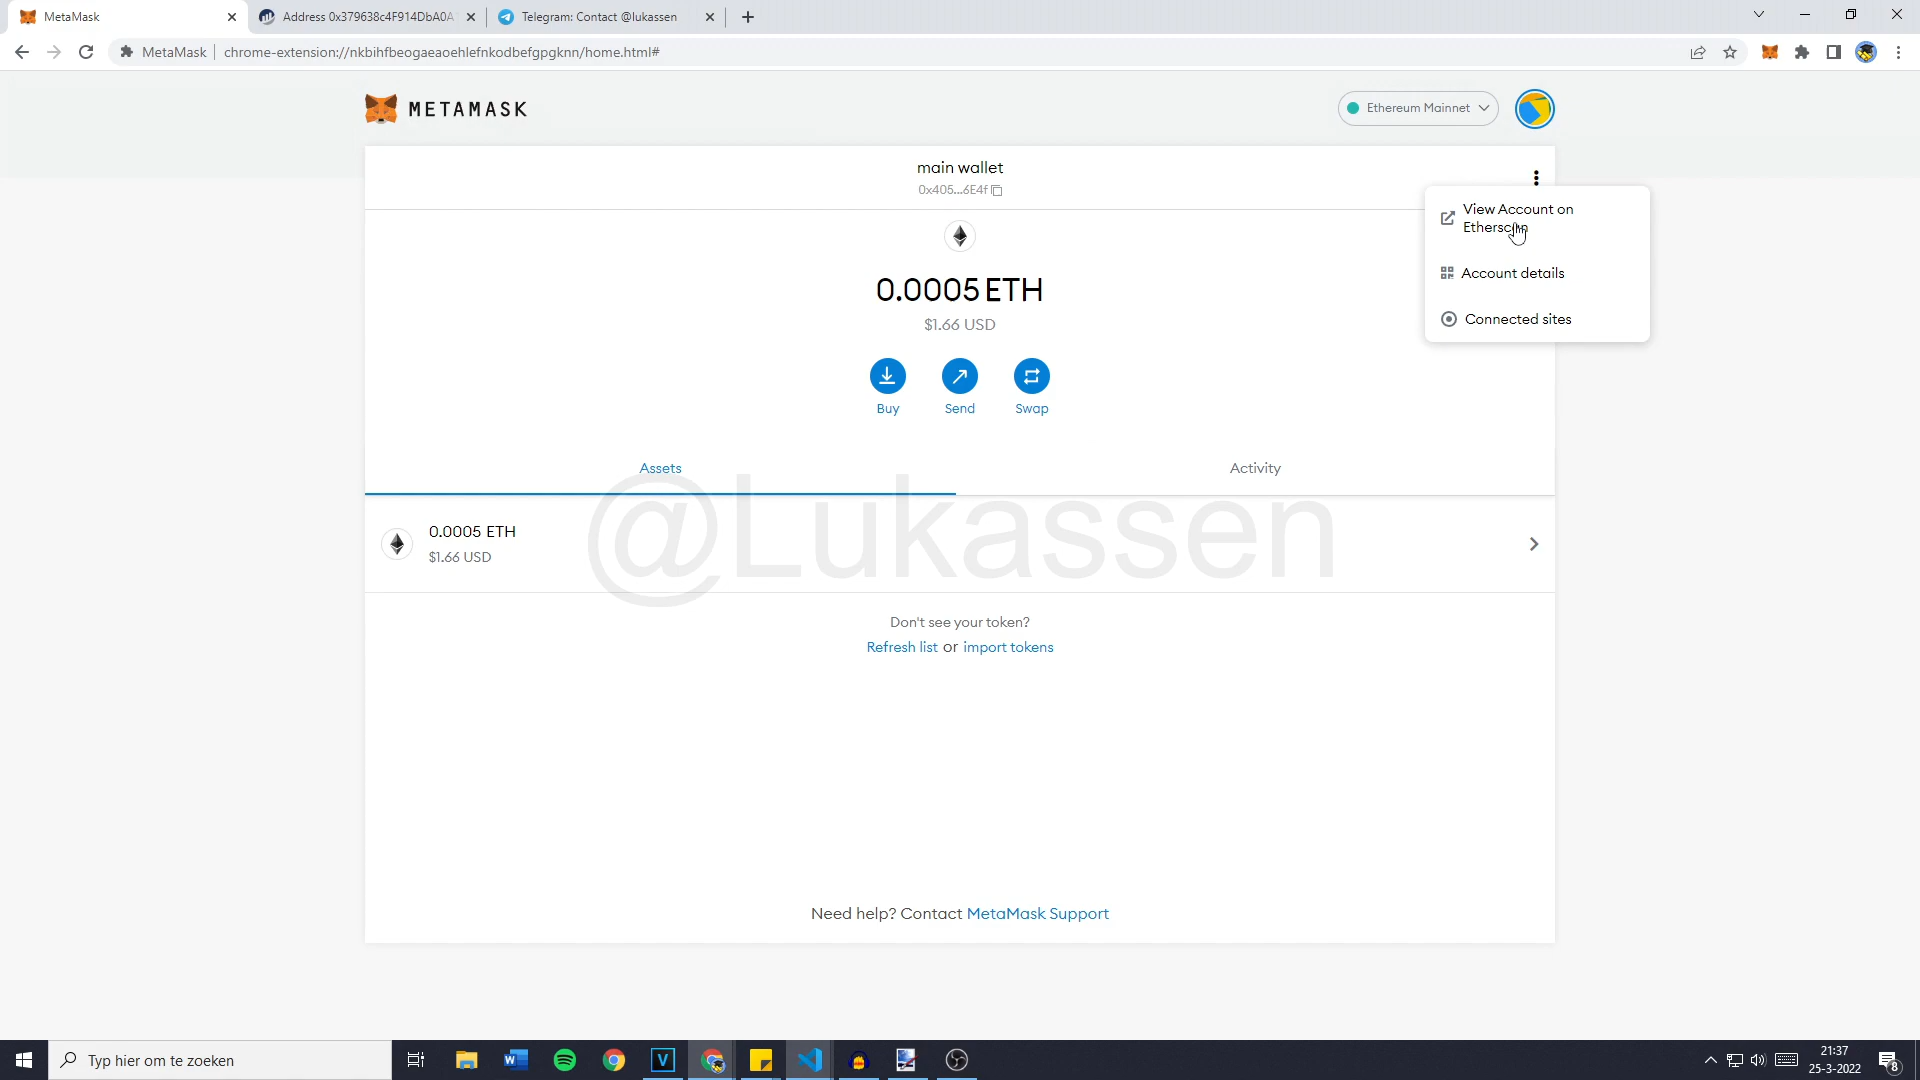 MetaMask
Address 0x379638c4F914DbA0A
Telegram: Contact @lukassen
MetaMask
chrome-extension://nkbihfbeogaeaoehlefnkodbefgpgknn/home.html#
METAMASK
Ethereum Mainnet
main wallet
0x405...6E4f
View Account on
Etherscan
Account details
Connected sites
0.0005 ETH
$1.66 USD
Buy
Send
Swap
Assets
Activity
@Lukassen
0.0005 ETH
$1.66 USD
Don't see your token?
Refresh list or import tokens
Need help? Contact MetaMask Support
Typ hier om te zoeken
21:37
25-3-2022
8